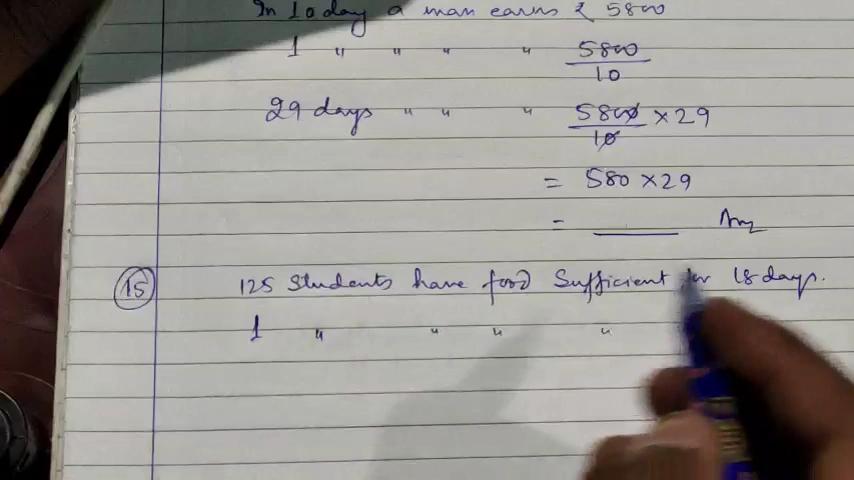 In 10 day a man earns ₹ 5800
1 " " " " 5800/10
29 days " " " 5800/10 × 29
= 580 × 29
= ______ Ans
(15) 125 Students have food Sufficient for 18 days.
1 " " " "